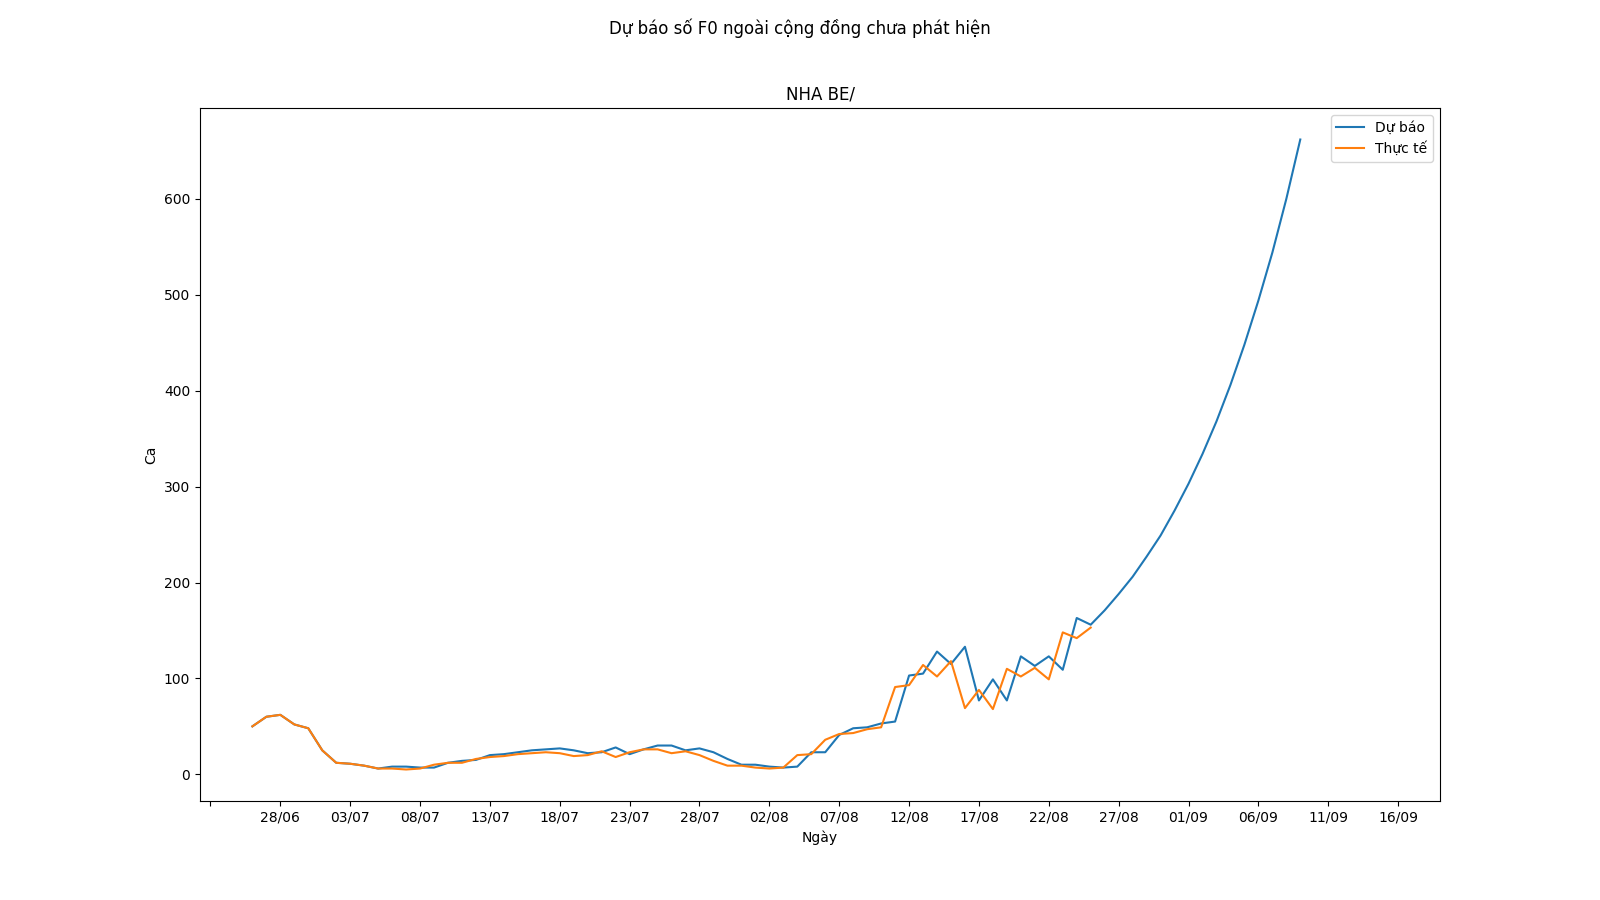 Dự báo số F0 ngoài cộng đồng chưa phát hiện
NHA BE/
Dự báo
Thực tế
600
500
400
300
200
100
0
Ca
28/06 03/07 08/07 13/07 18/07 23/07 28/07 02/08 07/08 12/08 17/08 22/08 27/08 01/09 06/09 11/09 16/09
Ngày